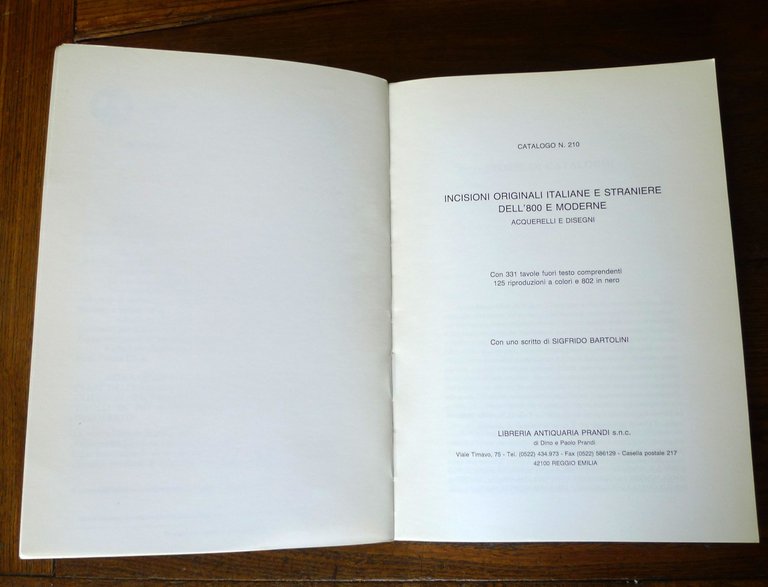 CATALOGO N. 210
INCISIONI ORIGINALI ITALIANE E STRANIERE
DELL'800 E MODERNE
ACQUERELLI E DISEGNI
Con 331 tavole fuori testo comprendenti
125 riproduzioni a colori e 802 in nero
Con uno scritto di SIGFRIDO BARTOLINI
LIBRERIA ANTIQUARIA PRANDI s.n.c.
di Dino e Paolo Prandi
Viale Timavo, 75 - Tel. (0522) 434.973 - Fax (0522) 586129 - Casella postale 217
42100 REGGIO EMILIA